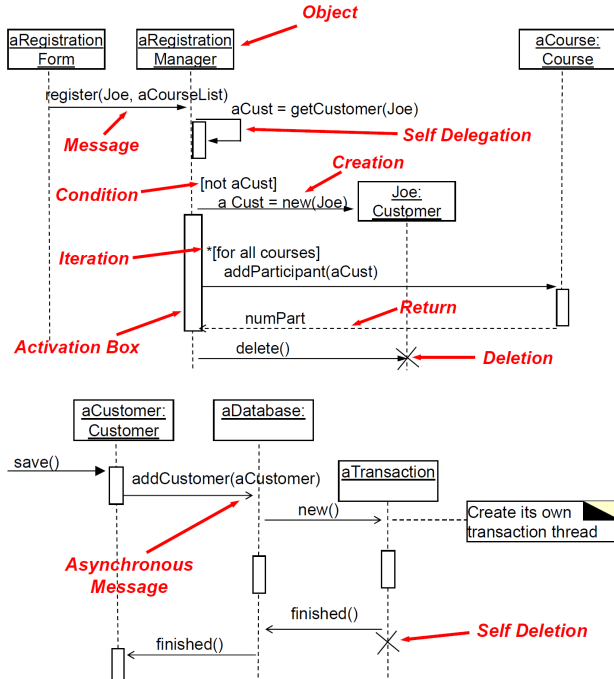 Object
aRegistration
Form
aRegistration
Manager
aCourse:
Course
register(Joe, aCourseList)
aCust = getCustomer(Joe)
Message
Self Delegation
Creation
Condition
[not aCust]
a Cust = new(Joe)
Joe:
Customer
Iteration
*[for all courses]
addParticipant(aCust)
Return
numPart
Activation Box
delete()
Deletion
aCustomer:
Customer
aDatabase:
save()
addCustomer(aCustomer)
aTransaction
new()
Create its own
transaction thread
Asynchronous
Message
finished()
Self Deletion
finished()